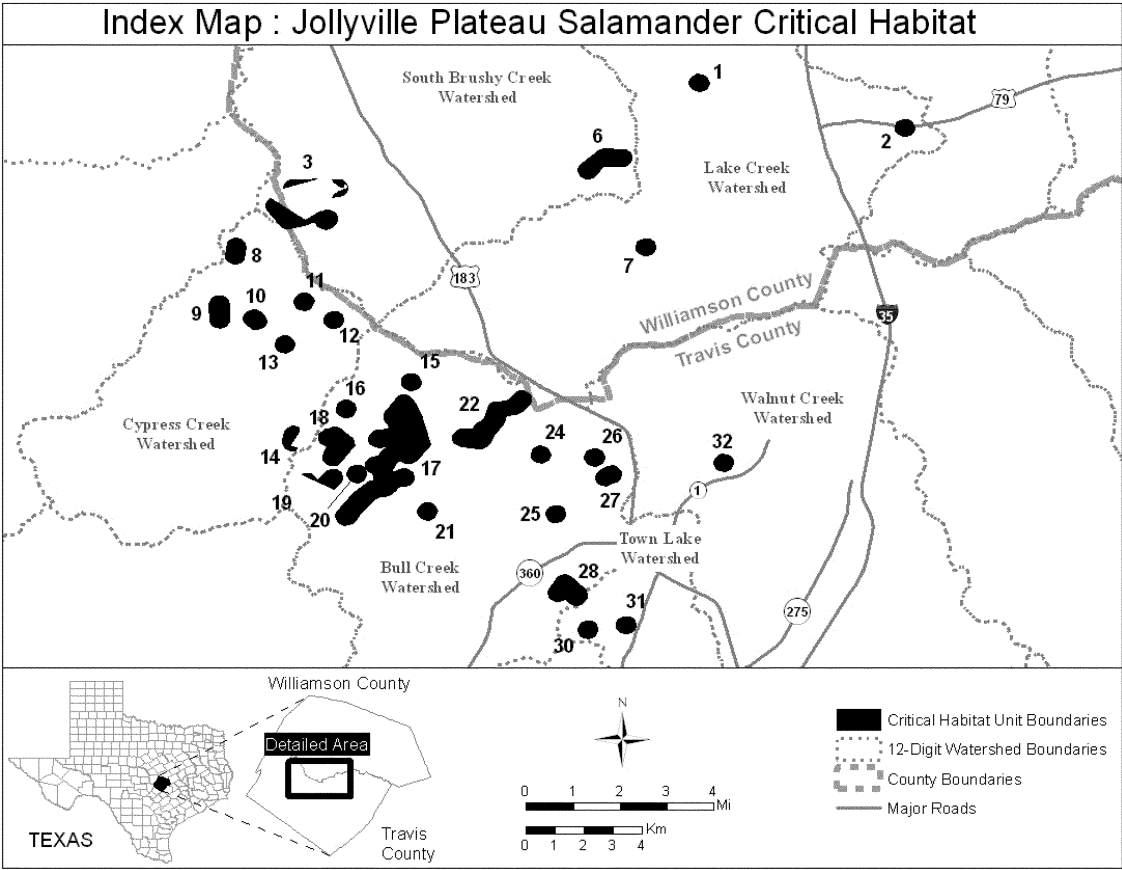 Index Map : Jollyville Plateau Salamander Critical Habitat
South Brushy Creek
Watershed
1
79
2
6
3
Lake Creek
Watershed
8
7
183
11
10
9
12
13
Williamson County
Travis County
35
15
16
22
18
Cypress Creek
Watershed
14
17
19
20
21
24
26
27
25
Walnut Creek
Watershed
32
1
Town Lake
Watershed
Bull Creek
Watershed
360
28
31
30
275
Williamson County
Detailed Area
TEXAS
Travis
County
N
0 1 2 3 4
Mi
Km
0 1 2 3 4
Critical Habitat Unit Boundaries
12-Digit Watershed Boundaries
County Boundaries
Major Roads